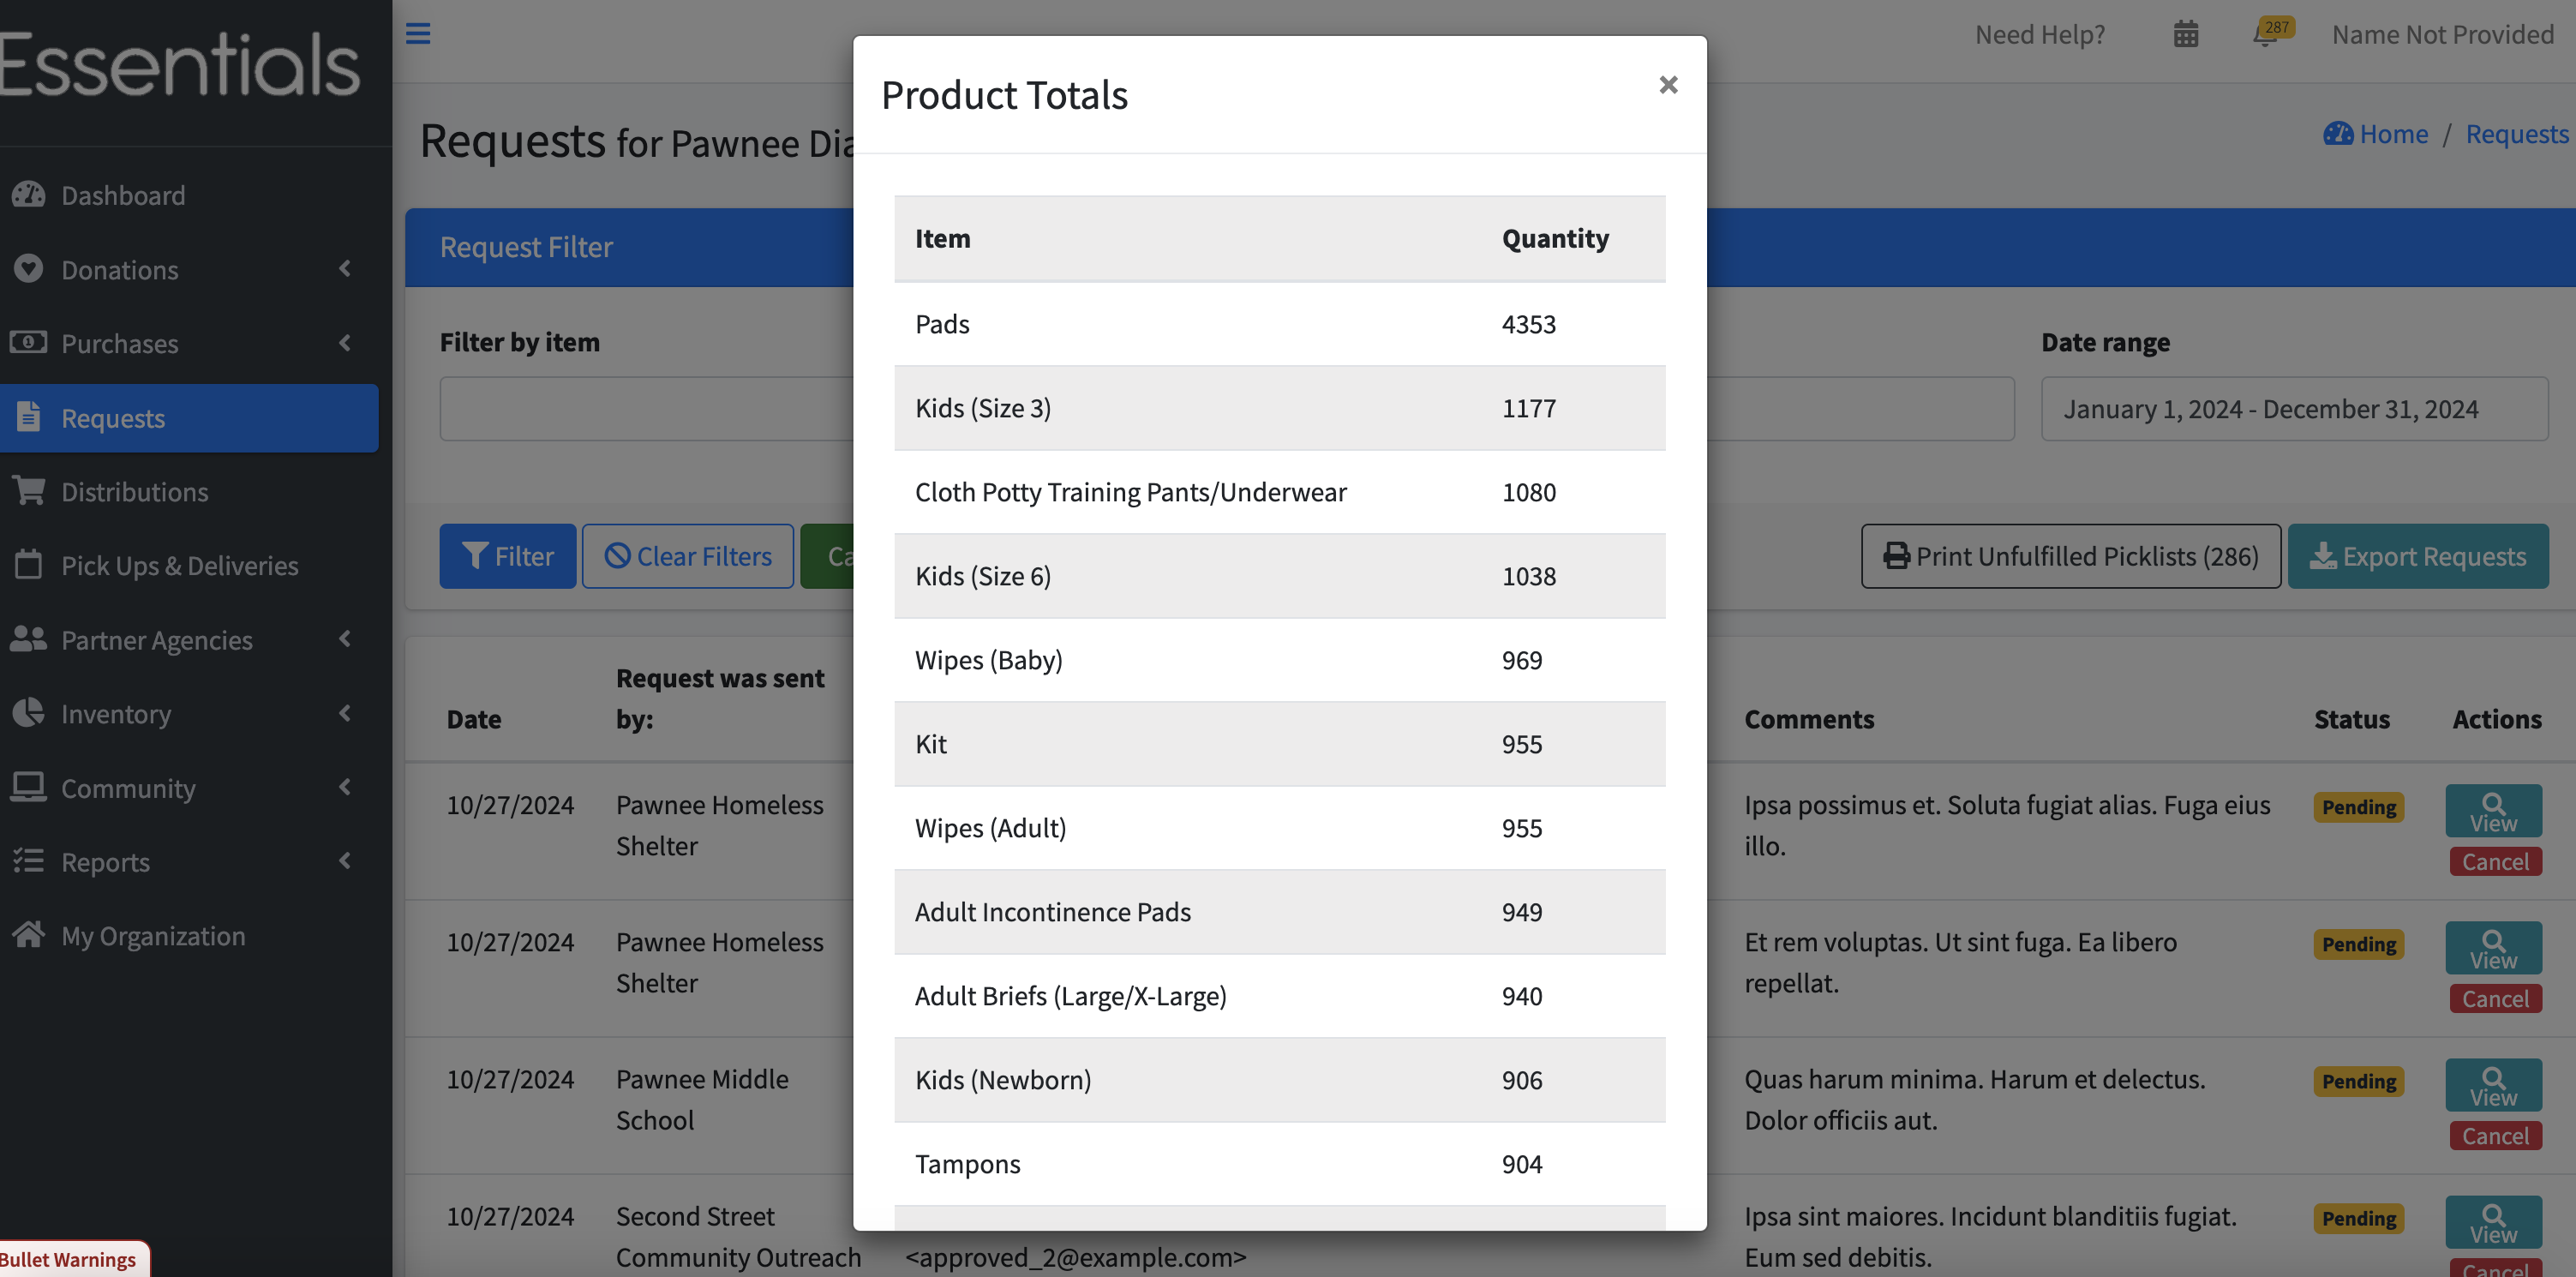 Essentials
Need Help?
287
Name Not Provided
Requests for Pawnee Dia
Home / Requests
Dashboard
Donations
Purchases
Requests
Distributions
Pick Ups & Deliveries
Partner Agencies
Inventory
Community
Reports
My Organization
Bullet Warnings
Request Filter
Filter by item
Date range
January 1, 2024 - December 31, 2024
Filter
Clear Filters
Ca
Print Unfulfilled Picklists (286)
Export Requests
Date
Request was sent
by:
Comments
Status
Actions
10/27/2024
Pawnee Homeless
Shelter
Ipsa possimus et. Soluta fugiat alias. Fuga eius
illo.
Pending
View
Cancel
10/27/2024
Pawnee Homeless
Shelter
Et rem voluptas. Ut sint fuga. Ea libero
repellat.
Pending
View
Cancel
10/27/2024
Pawnee Middle
School
Quas harum minima. Harum et delectus.
Dolor officiis aut.
Pending
View
Cancel
10/27/2024
Second Street
Community Outreach
<approved_2@example.com>
Ipsa sint maiores. Incidunt blanditiis fugiat.
Eum sed debitis.
Pending
View
Cancel
Product Totals
×
Item Quantity
Pads 4353
Kids (Size 3) 1177
Cloth Potty Training Pants/Underwear 1080
Kids (Size 6) 1038
Wipes (Baby) 969
Kit 955
Wipes (Adult) 955
Adult Incontinence Pads 949
Adult Briefs (Large/X-Large) 940
Kids (Newborn) 906
Tampons 904